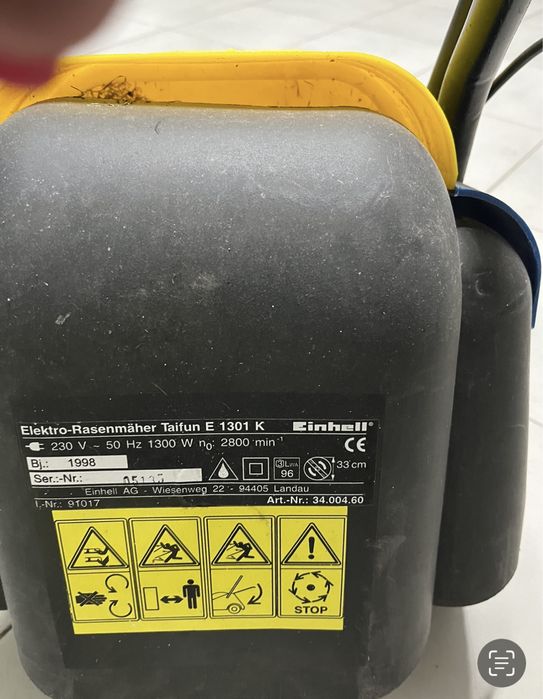 Elektro-Rasenmäher Taifun E 1301 K Einhell®
230 V ~ 50 Hz 1300 W n₀: 2800 min⁻¹ CE
Bj.: 1998
Ser.-Nr.:
LWA 96 33 cm
Einhell AG - Wiesenweg 22 - 94405 Landau
I.-Nr.: 91017 Art.-Nr.: 34.004.60
STOP